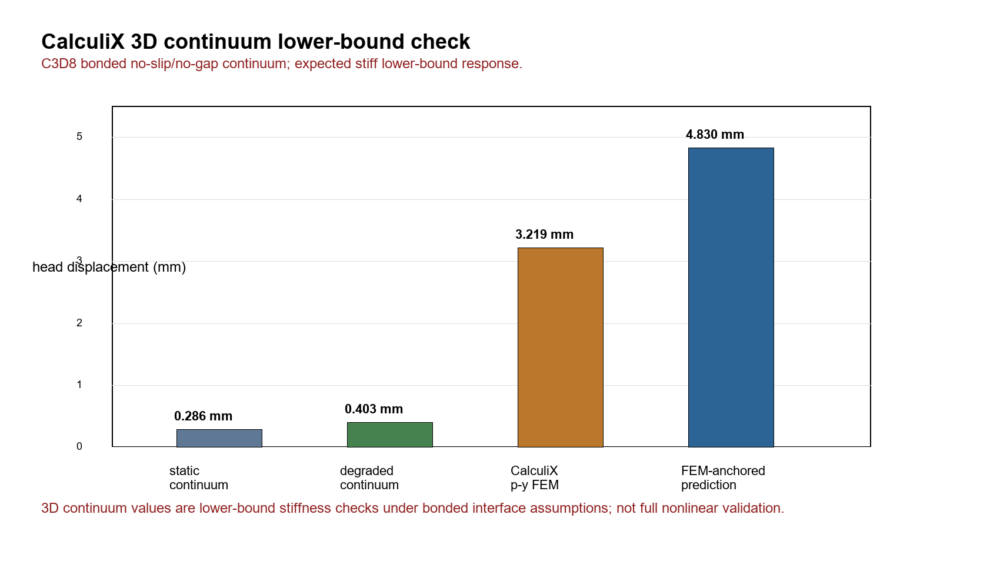 CalculiX 3D continuum lower-bound check
C3D8 bonded no-slip/no-gap continuum; expected stiff lower-bound response.
5
4.830 mm
4
3.219 mm
3
head displacement (mm)
2
1
0.403 mm
0.286 mm
0
static
continuum
degraded
continuum
CalculiX
p-y FEM
FEM-anchored
prediction
3D continuum values are lower-bound stiffness checks under bonded interface assumptions; not full nonlinear validation.